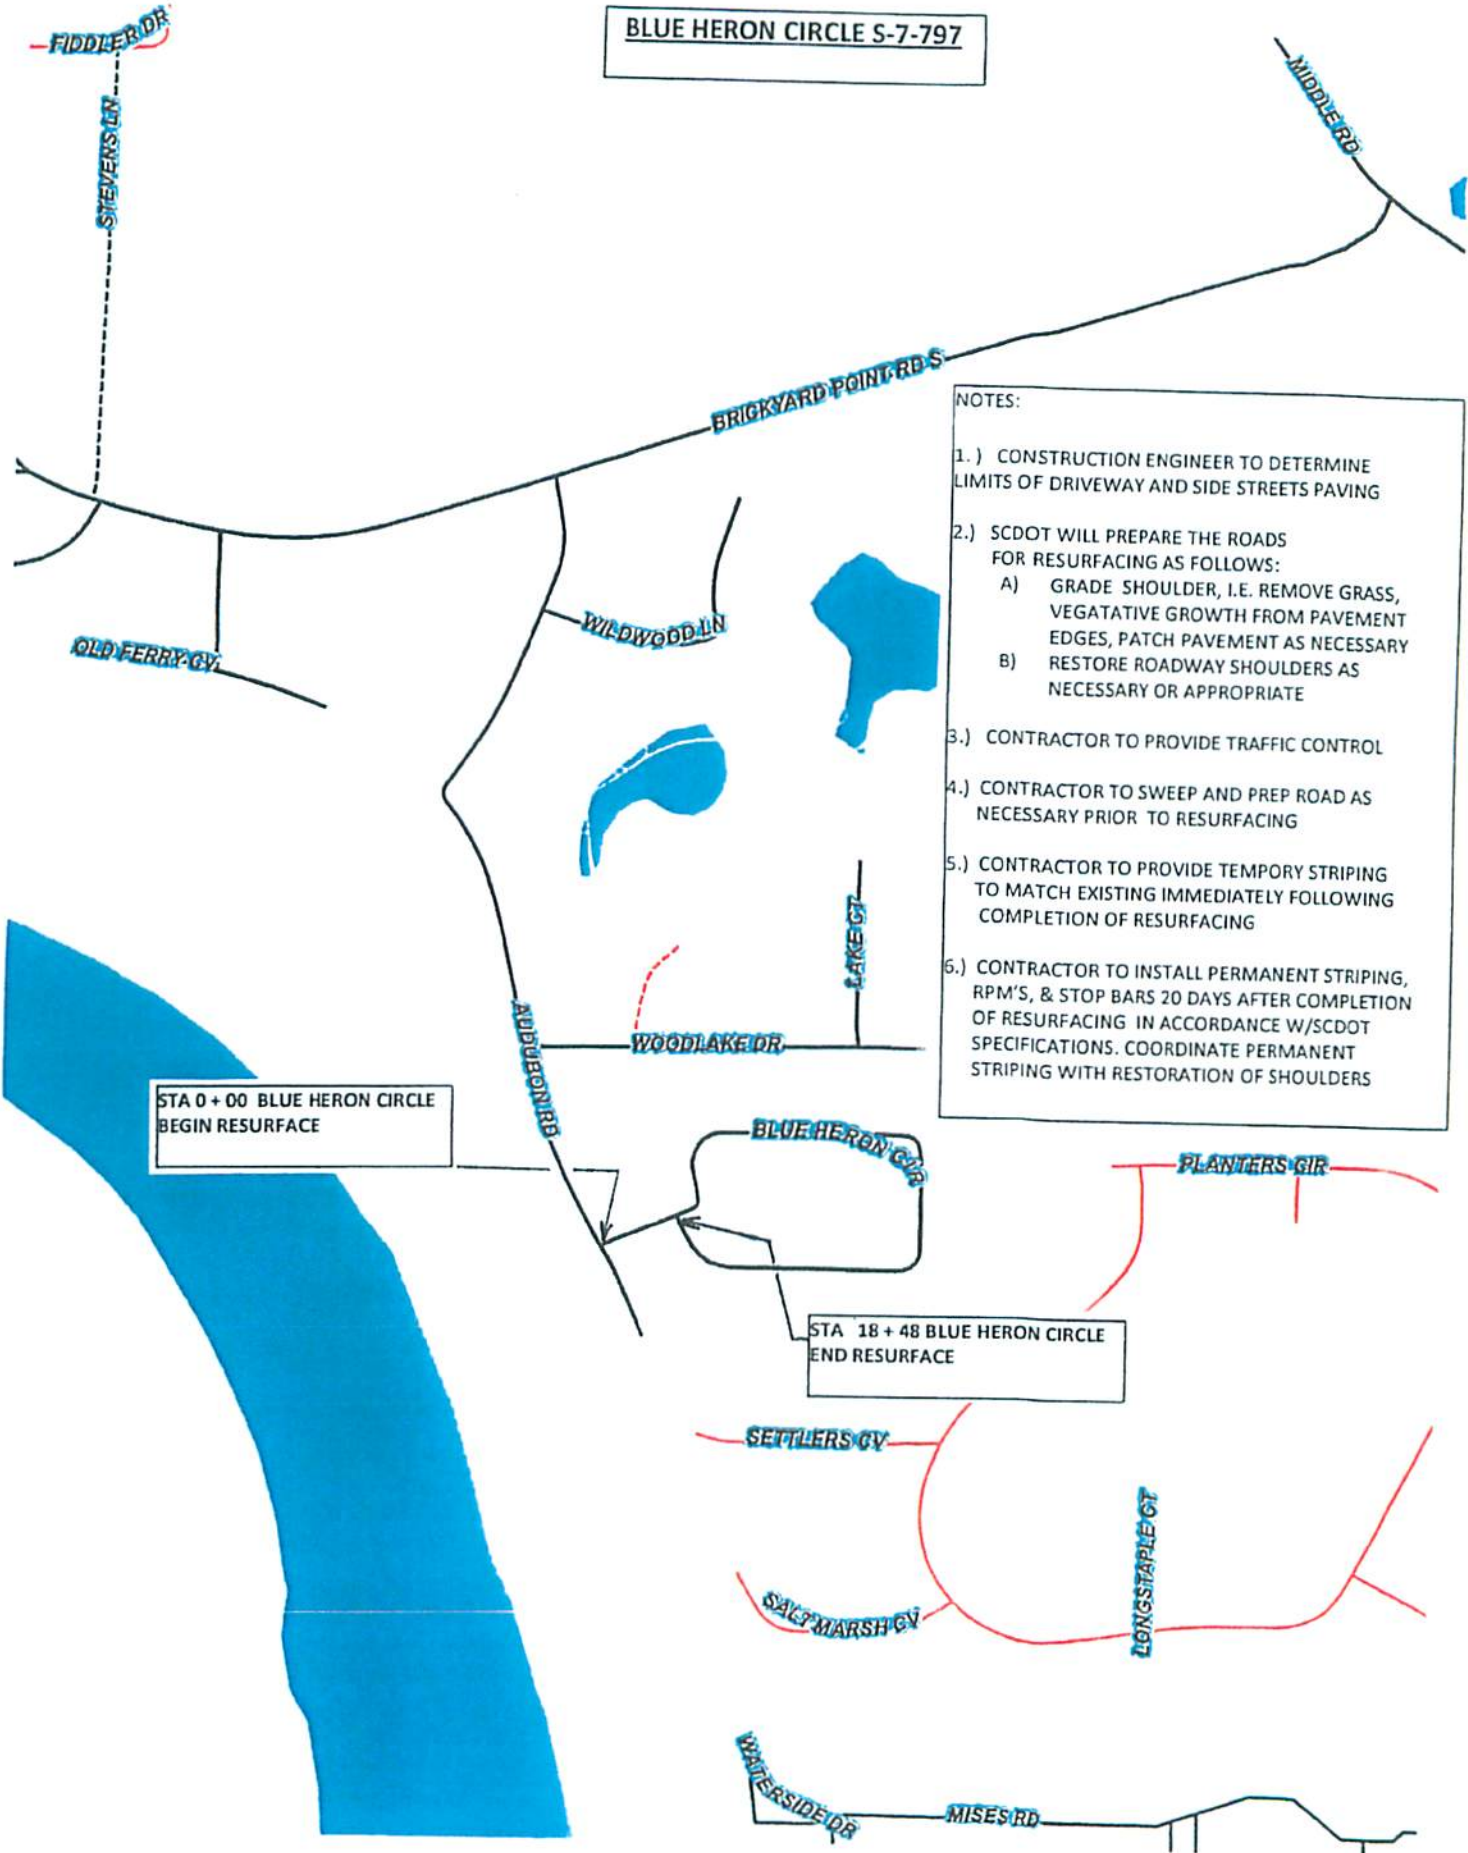 BLUE HERON CIRCLE S-7-797
FIDDLER DR
STEVENS LN
MIDDLE RD
BRICKYARD POINT RD S
OLD FERRY CV
WILDWOOD LN
NOTES:
1. ) CONSTRUCTION ENGINEER TO DETERMINE
LIMITS OF DRIVEWAY AND SIDE STREETS PAVING
2.) SCDOT WILL PREPARE THE ROADS
FOR RESURFACING AS FOLLOWS:
A) GRADE SHOULDER, I.E. REMOVE GRASS,
VEGATATIVE GROWTH FROM PAVEMENT
EDGES, PATCH PAVEMENT AS NECESSARY
B) RESTORE ROADWAY SHOULDERS AS
NECESSARY OR APPROPRIATE
3.) CONTRACTOR TO PROVIDE TRAFFIC CONTROL
4.) CONTRACTOR TO SWEEP AND PREP ROAD AS
NECESSARY PRIOR TO RESURFACING
5.) CONTRACTOR TO PROVIDE TEMPORY STRIPING
TO MATCH EXISTING IMMEDIATELY FOLLOWING
COMPLETION OF RESURFACING
6.) CONTRACTOR TO INSTALL PERMANENT STRIPING,
RPM'S, & STOP BARS 20 DAYS AFTER COMPLETION
OF RESURFACING IN ACCORDANCE W/SCDOT
SPECIFICATIONS. COORDINATE PERMANENT
STRIPING WITH RESTORATION OF SHOULDERS
LAKE CT
AUDUBON RD
WOODLAKE DR
STA 0 + 00 BLUE HERON CIRCLE
BEGIN RESURFACE
BLUE HERON CIR
PLANTERS CIR
STA 18 + 48 BLUE HERON CIRCLE
END RESURFACE
SETTLERS CV
LONGSTAPLE CT
SALT MARSH CV
WATERSIDE DR
MISES RD